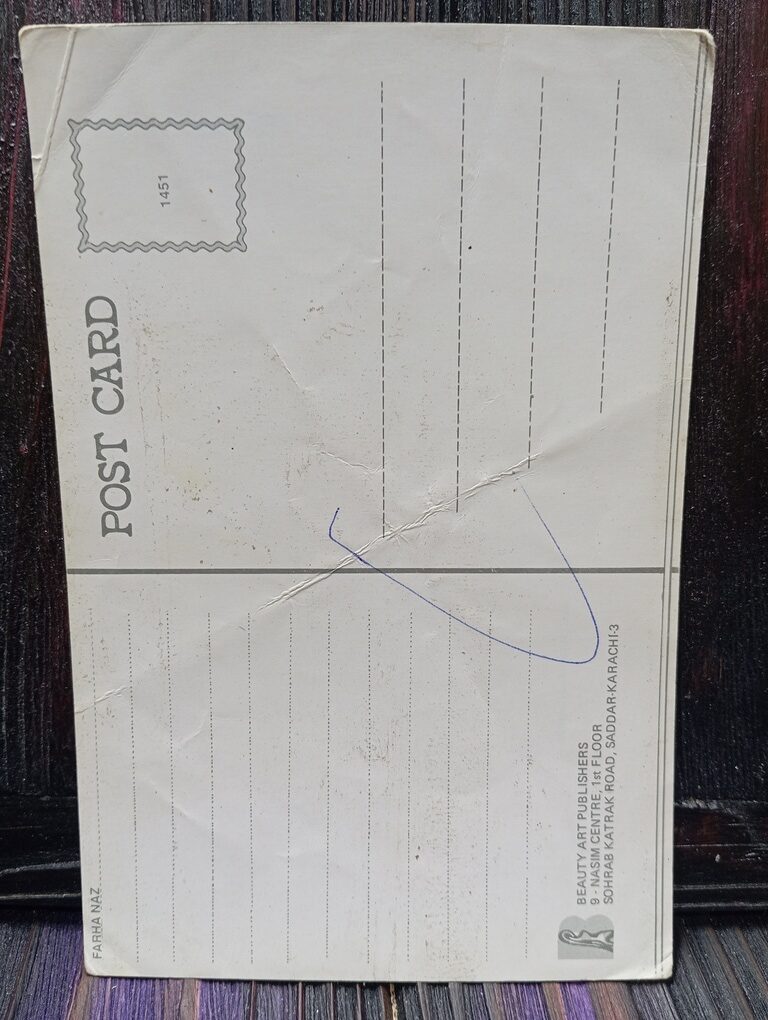 FARHA NAZ
POST CARD
1451
BEAUTY ART PUBLISHERS
9 - NASIM CENTRE, 1st FLOOR
SOHRAB KATRAK ROAD, SADDAR-KARACHI-3